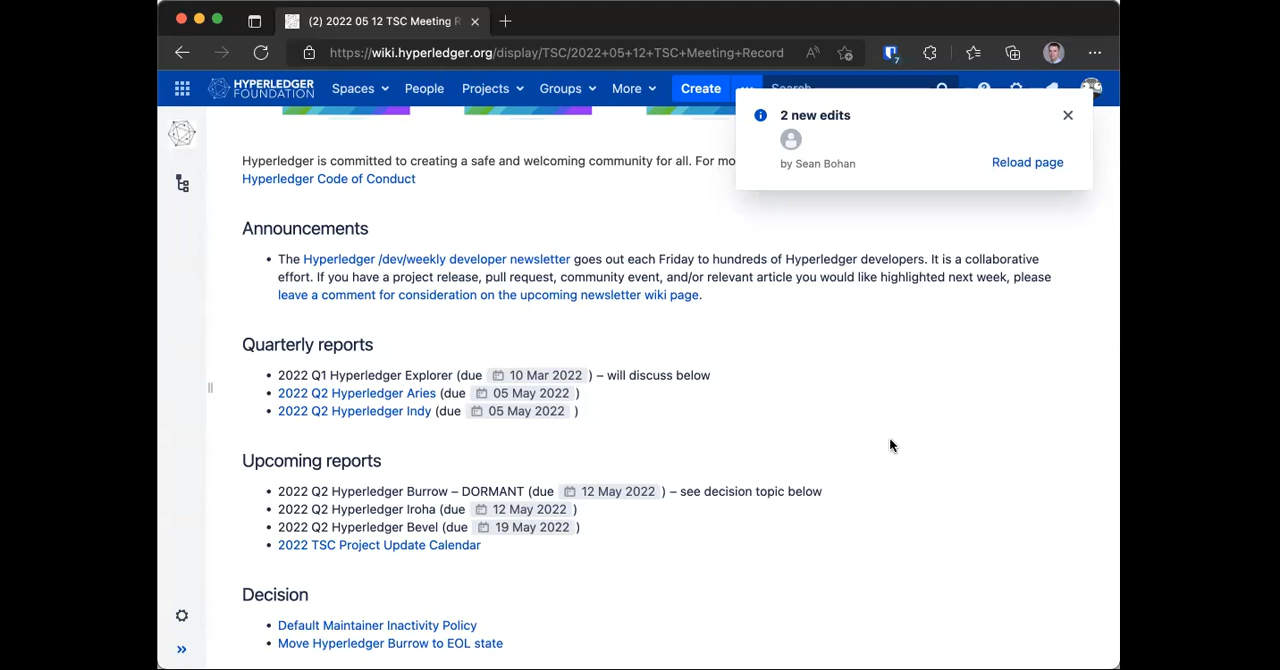 (2) 2022 05 12 TSC Meeting R
https://wiki.hyperledger.org/display/TSC/2022+05+12+TSC+Meeting+Record
7
HYPERLEDGER
FOUNDATION
Spaces
People
Projects
Groups
More
Create
Search
2 new edits
by Sean Bohan
Reload page
Hyperledger is committed to creating a safe and welcoming community for all. For mo
Hyperledger Code of Conduct
Announcements
• The Hyperledger /dev/weekly developer newsletter goes out each Friday to hundreds of Hyperledger developers. It is a collaborative
effort. If you have a project release, pull request, community event, and/or relevant article you would like highlighted next week, please
leave a comment for consideration on the upcoming newsletter wiki page.
Quarterly reports
• 2022 Q1 Hyperledger Explorer (due 10 Mar 2022 ) – will discuss below
• 2022 Q2 Hyperledger Aries (due 05 May 2022 )
• 2022 Q2 Hyperledger Indy (due 05 May 2022 )
Upcoming reports
• 2022 Q2 Hyperledger Burrow – DORMANT (due 12 May 2022 ) – see decision topic below
• 2022 Q2 Hyperledger Iroha (due 12 May 2022 )
• 2022 Q2 Hyperledger Bevel (due 19 May 2022 )
• 2022 TSC Project Update Calendar
Decision
• Default Maintainer Inactivity Policy
• Move Hyperledger Burrow to EOL state